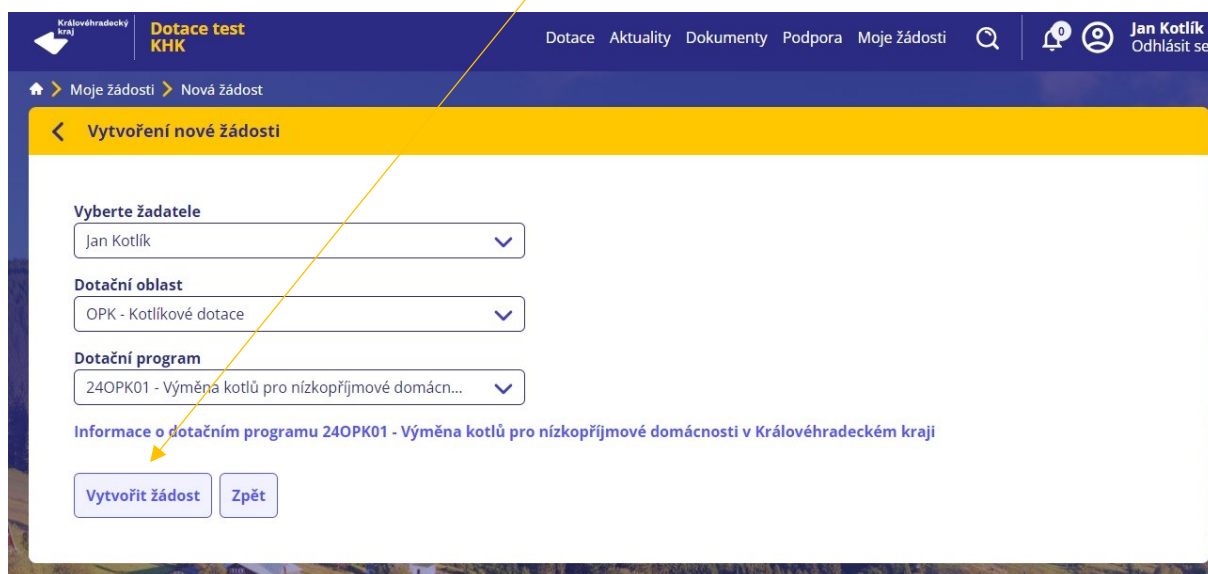 Královéhradecký
kraj
Dotace test
KHK
Dotace Aktuality Dokumenty Podpora Moje žádosti
0
Jan Kotlík
Odhlásit se
Moje žádosti Nová žádost
Vytvoření nové žádosti
Vyberte žadatele
Jan Kotlík
Dotační oblast
OPK - Kotlíkové dotace
Dotační program
24OPK01 - Výměna kotlů pro nízkopříjmové domácn...
Informace o dotačním programu 24OPK01 - Výměna kotlů pro nízkopříjmové domácnosti v Královéhradeckém kraji
Vytvořit žádost Zpět